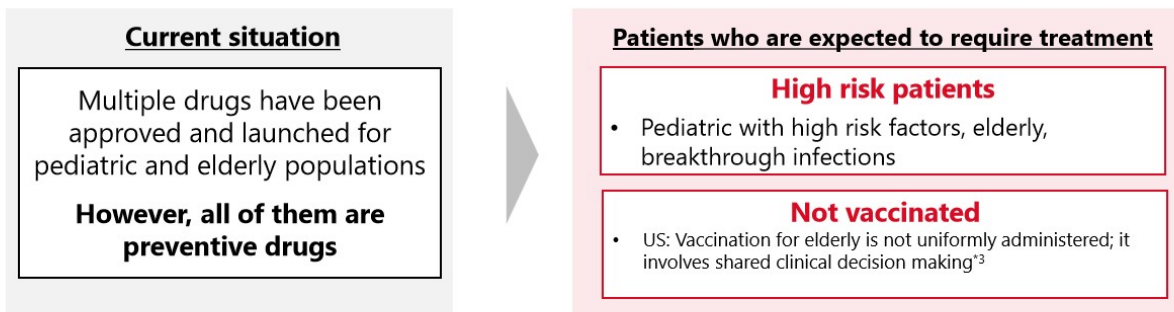 Current situation
Multiple drugs have been
approved and launched for
pediatric and elderly populations
However, all of them are
preventive drugs
Patients who are expected to require treatment
High risk patients
• Pediatric with high risk factors, elderly,
breakthrough infections
Not vaccinated
• US: Vaccination for elderly is not uniformly administered; it
involves shared clinical decision making*3